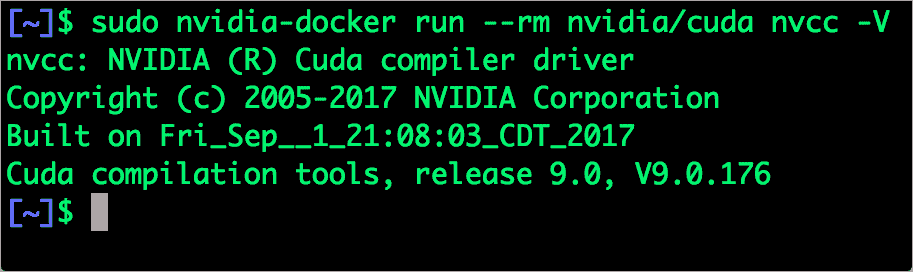 [~]$ sudo nvidia-docker run --rm nvidia/cuda nvcc -V
nvcc: NVIDIA (R) Cuda compiler driver
Copyright (c) 2005-2017 NVIDIA Corporation
Built on Fri_Sep__1_21:08:03_CDT_2017
Cuda compilation tools, release 9.0, V9.0.176
[~]$